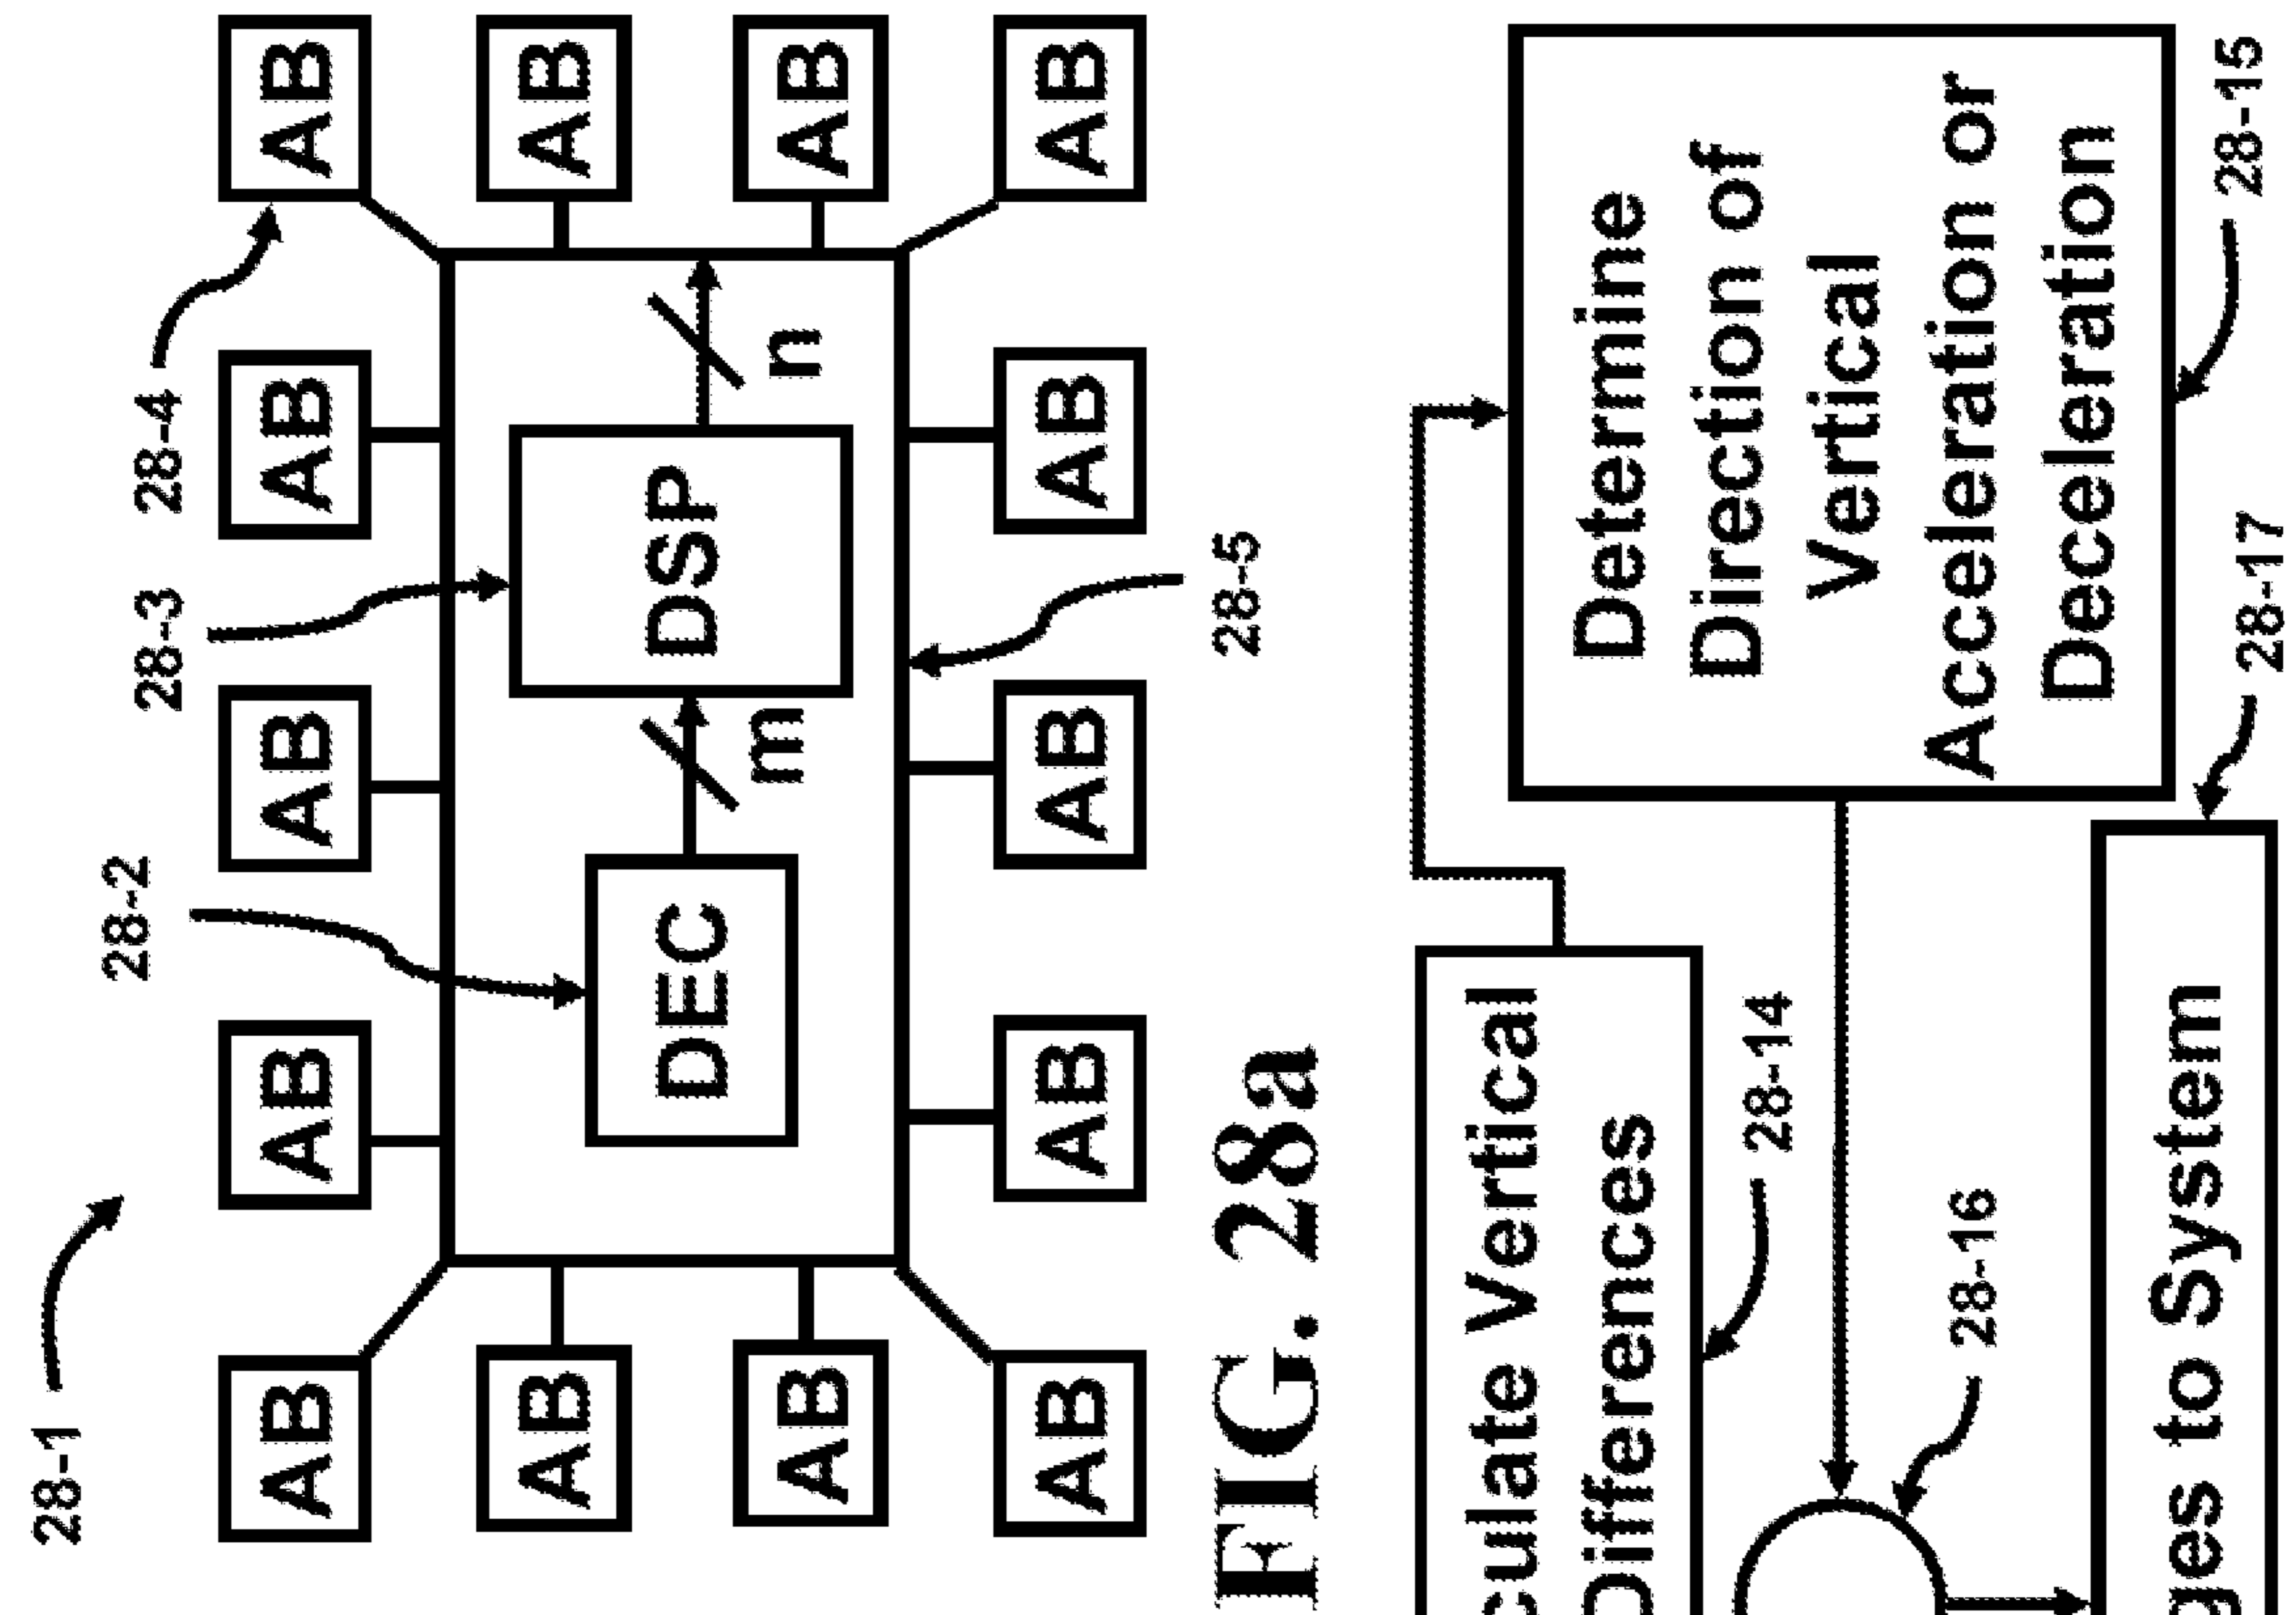 28-1
28-2
28-3
28-4
AB AB AB AB AB
AB AB
DEC
m
DSP
n
AB AB
AB AB AB AB AB
28-5
FIG. 28a
culate Vertical
Differences
28-14
Determine
Direction of
Vertical
Acceleration or
Deceleration
28-15
28-16
ges to System
28-17